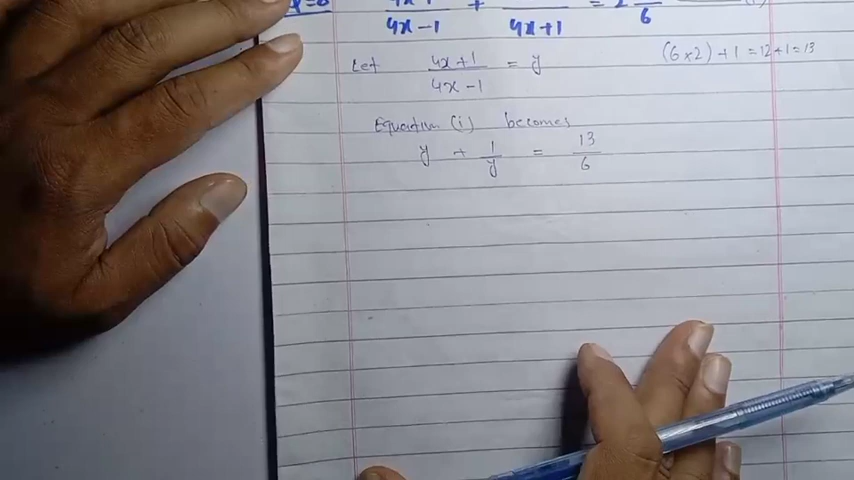 4x-1 + 4x+1 = 2 6 (i)
Let 4x+1 / 4x-1 = y (6×2)+1 = 12+1=13
Equation (i) becomes
y + 1/y = 13/6